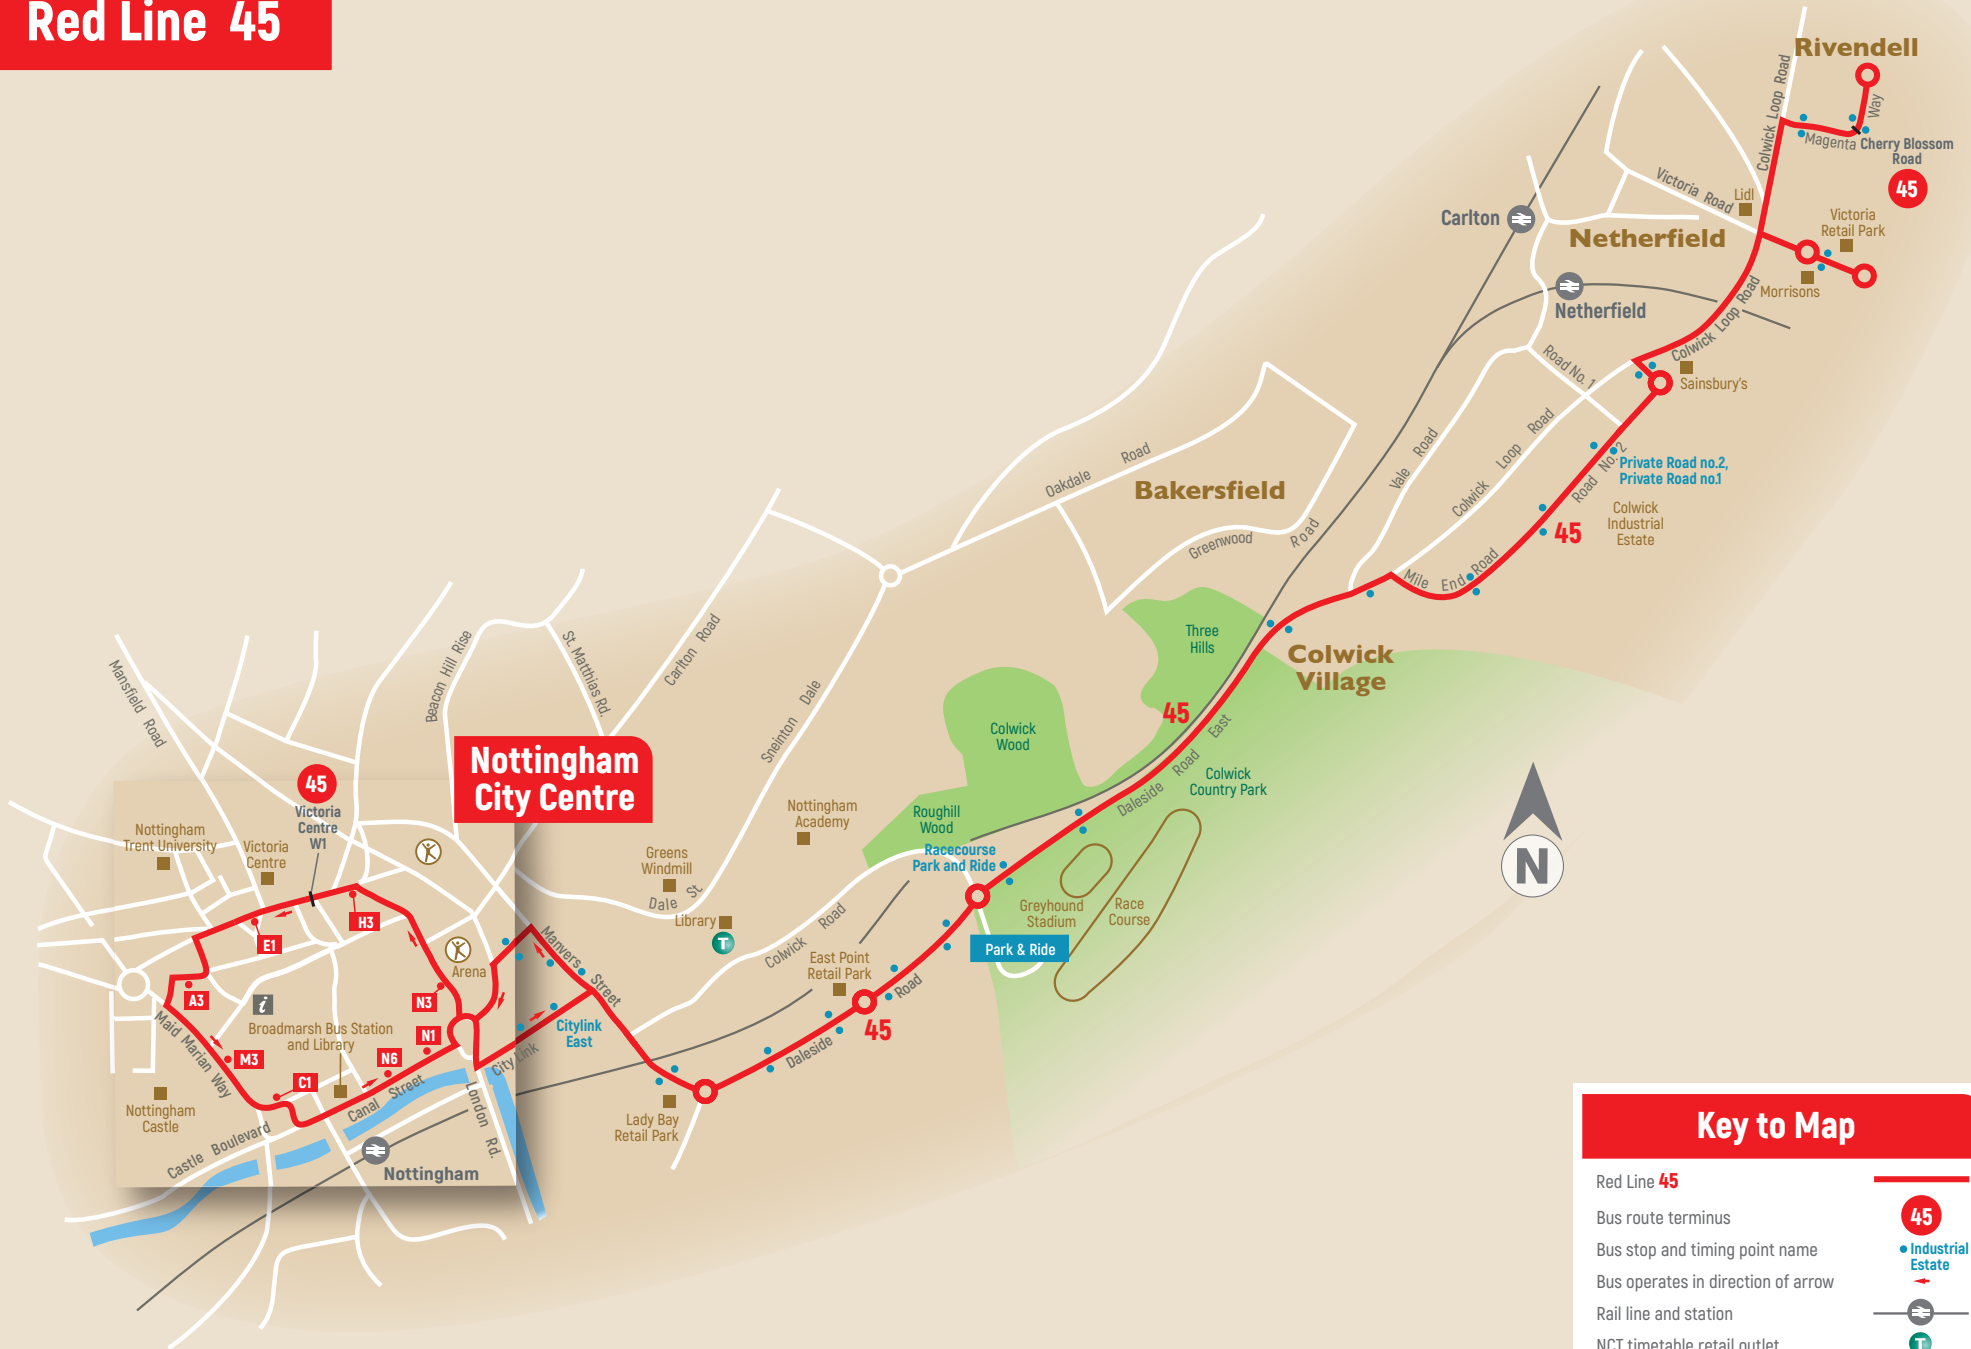 Red Line 45
Rivendell
Colwick Loop Road
Way
Magenta
Cherry Blossom
Road
45
Victoria Road
Lidl
Victoria
Retail Park
Carlton
Netherfield
Morrisons
Netherfield
Colwick Loop Road
Road No. 1
Sainsbury's
Vale Road
Colwick Loop Road
Road No. 2
Private Road no.2,
Private Road no.1
Colwick
Industrial
Estate
45
Oakdale Road
Bakersfield
Greenwood Road
Mile End Road
Three
Hills
Colwick
Village
45
Colwick
Wood
Daleside Road East
Colwick
Country Park
Beacon Hill Rise
St. Matthias Rd.
Carlton Road
Sneinton Dale
Mansfield Road
Nottingham
City Centre
45
Victoria
Centre
W1
Nottingham
Trent University
Victoria
Centre
Nottingham
Academy
Roughill
Wood
Greens
Windmill
Dale St.
Racecourse
Park and Ride
Library
T
Greyhound
Stadium
Race
Course
N
H3
E1
Manvers Street
Colwick Road
Park & Ride
Arena
East Point
Retail Park
A3
i
N3
Daleside Road
45
Maid Marian Way
Broadmarsh Bus Station
and Library
N1
Citylink
East
M3
N6
City Link
C1
Canal Street
London Rd.
Nottingham
Castle
Lady Bay
Retail Park
Castle Boulevard
Nottingham
Key to Map
Red Line 45
Bus route terminus
45
Bus stop and timing point name
Industrial
Estate
Bus operates in direction of arrow
Rail line and station
NCT timetable retail outlet
T